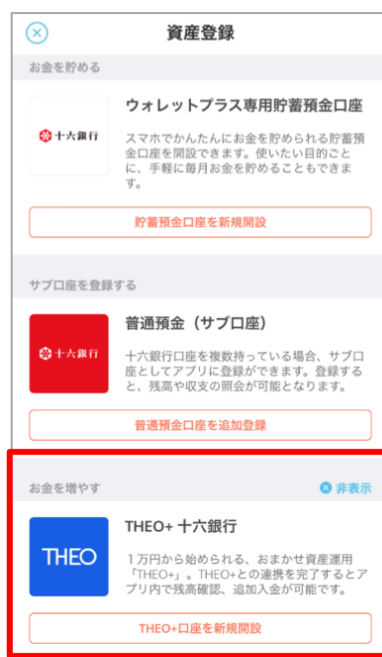 資産登録
お金を貯める
十六銀行
ウォレットプラス専用貯蓄預金口座
スマホでかんたんにお金を貯められる貯蓄預
金口座を開設できます。使いたい目的ごと
に、手軽に毎月お金を貯めることもできま
す。
貯蓄預金口座を新規開設
サブ口座を登録する
十六銀行
普通預金（サブ口座）
十六銀行口座を複数持っている場合、サブ口
座としてアプリに登録ができます。登録する
と、残高や収支の照会が可能となります。
普通預金口座を追加登録
お金を増やす
非表示
THEO
THEO+ 十六銀行
１万円から始められる、おまかせ資産運用
「THEO+」。THEO+との連携を完了するとア
プリ内で残高確認、追加入金が可能です。
THEO+口座を新規開設